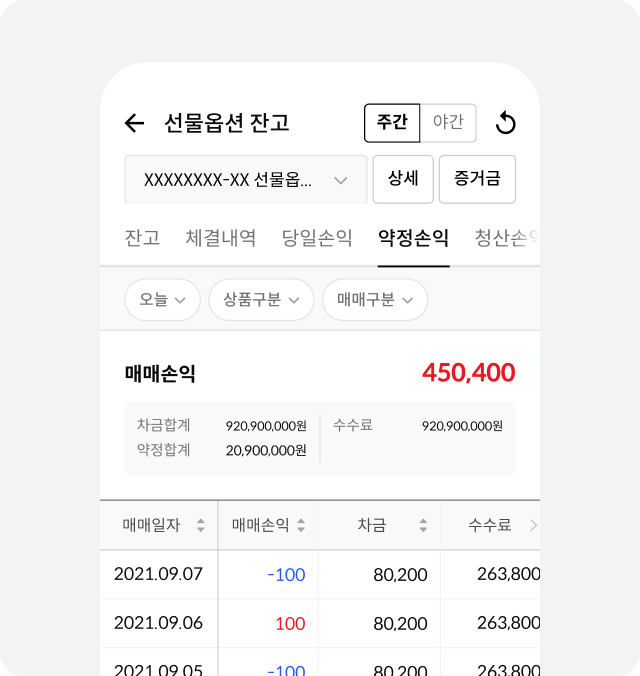 선물옵션 잔고 주간 야간
XXXXXXXX-XX 선물옵... 상세 증거금
잔고 체결내역 당일손익 약정손익 청산손익
오늘 상품구분 매매구분
매매손익 450,400
차금합계 920,900,000원 수수료 920,900,000원
약정합계 20,900,000원
매매일자 매매손익 차금 수수료
2021.09.07 -100 80,200 263,800
2021.09.06 100 80,200 263,800
2021.09.05 -100 80,200 263,800